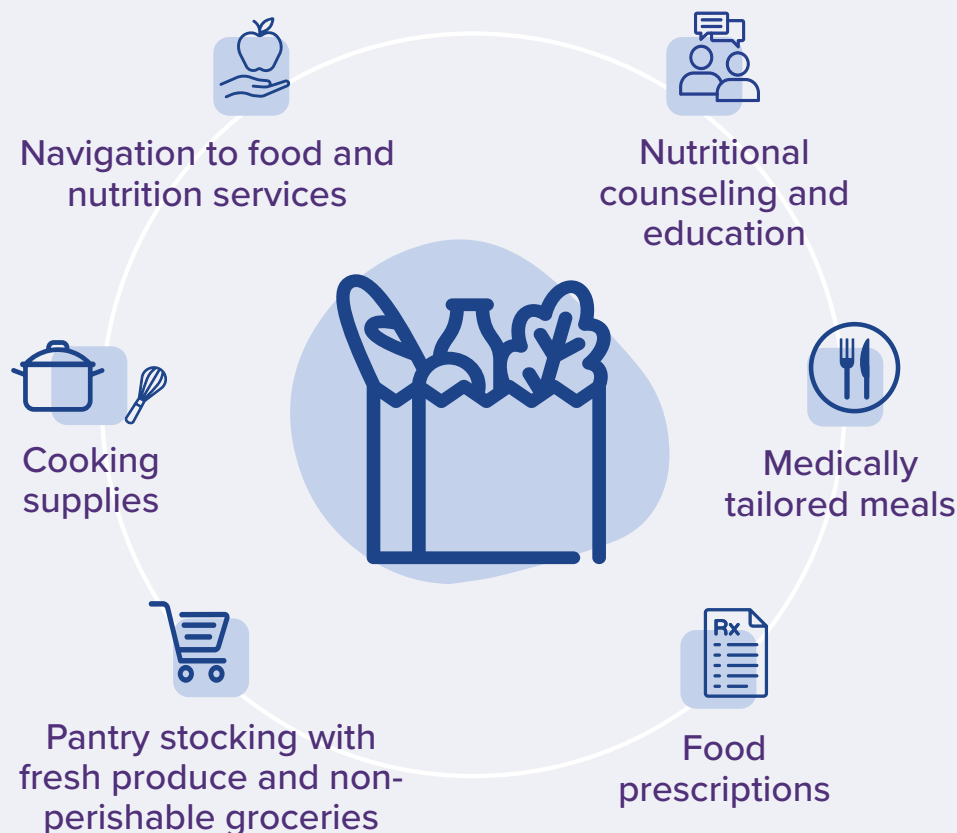 Navigation to food and
nutrition services
Nutritional
counseling and
education
Cooking
supplies
Medically
tailored meals
Rx
Pantry stocking with
fresh produce and non-
perishable groceries
Food
prescriptions